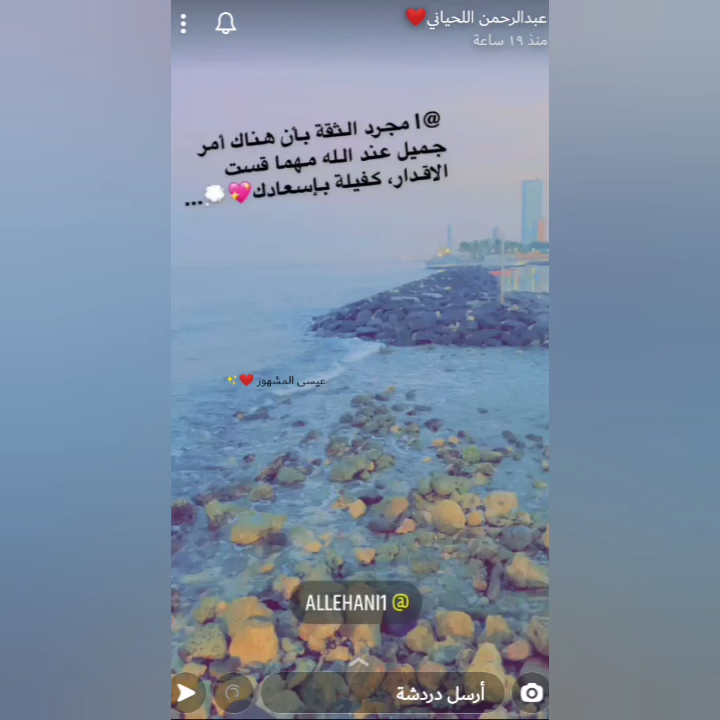 عبدالرحمن اللحياني❤️
منذ ١٩ ساعة
@ا مجرد الثقة بأن هناك أمر
جميل عند الله مهما قست
الاقدار، كفيلة بإسعادك💖💭...
عيسى المشهور ❤️✨
@ALLEHANI1
أرسل دردشة